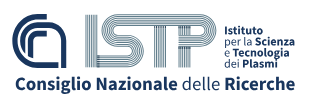 ISTP
Istituto
per la Scienza
e Tecnologia
dei Plasmi
Consiglio Nazionale delle Ricerche